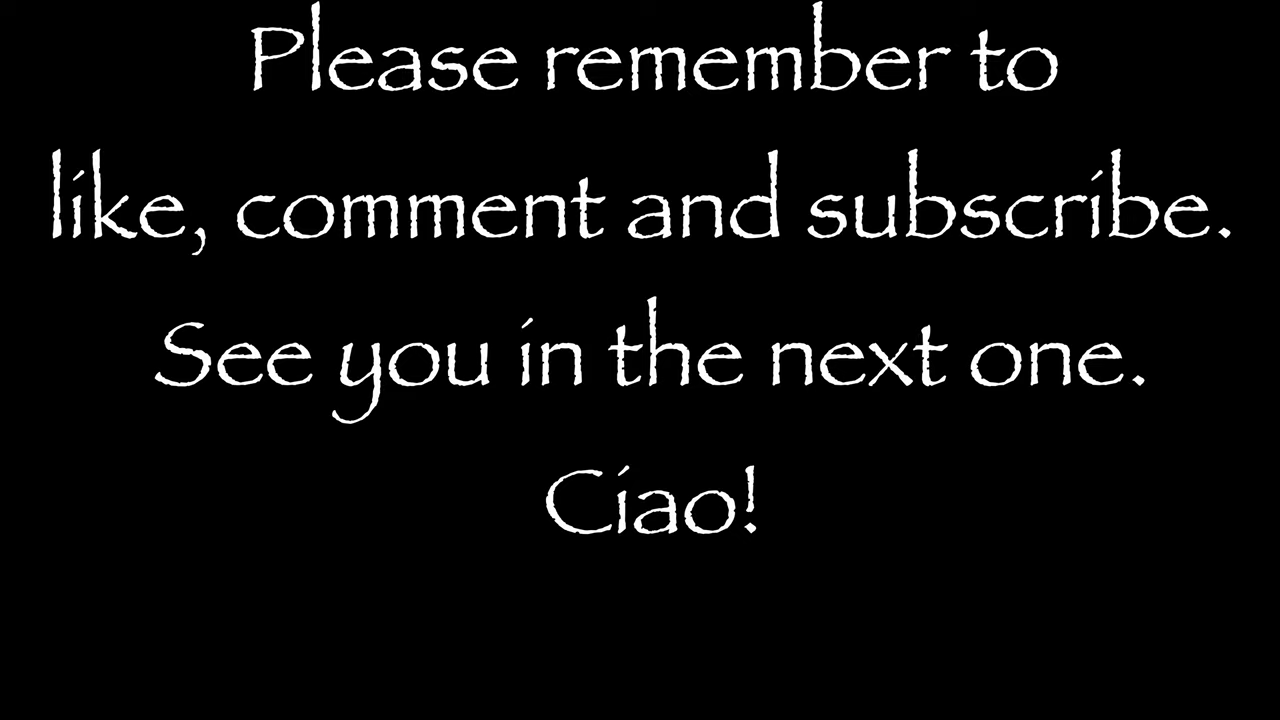 Please remember to
like, comment and subscribe.
See you in the next one.
Ciao!